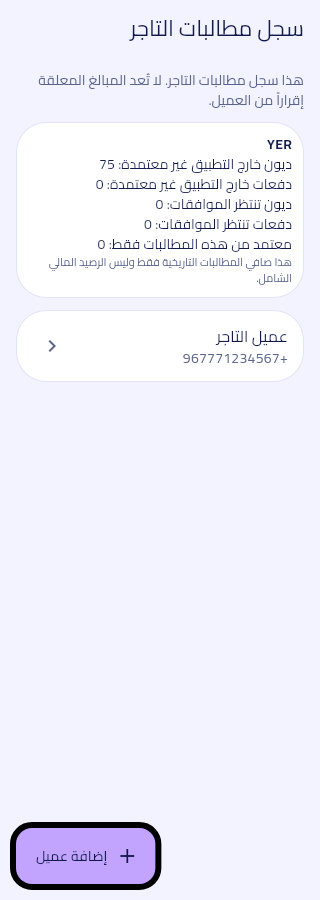 سجل مطالبات التاجر
هذا سجل مطالبات التاجر. لا تُعد المبالغ المعلقة
إقراراً من العميل.
YER
ديون خارج التطبيق غير معتمدة: 75
دفعات خارج التطبيق غير معتمدة: 0
ديون تنتظر الموافقات: 0
دفعات تنتظر الموافقات: 0
معتمد من هذه المطالبات فقط: 0
هذا صافي المطالبات التاريخية فقط وليس الرصيد المالي
الشامل.
عميل التاجر
967771234567+
إضافة عميل